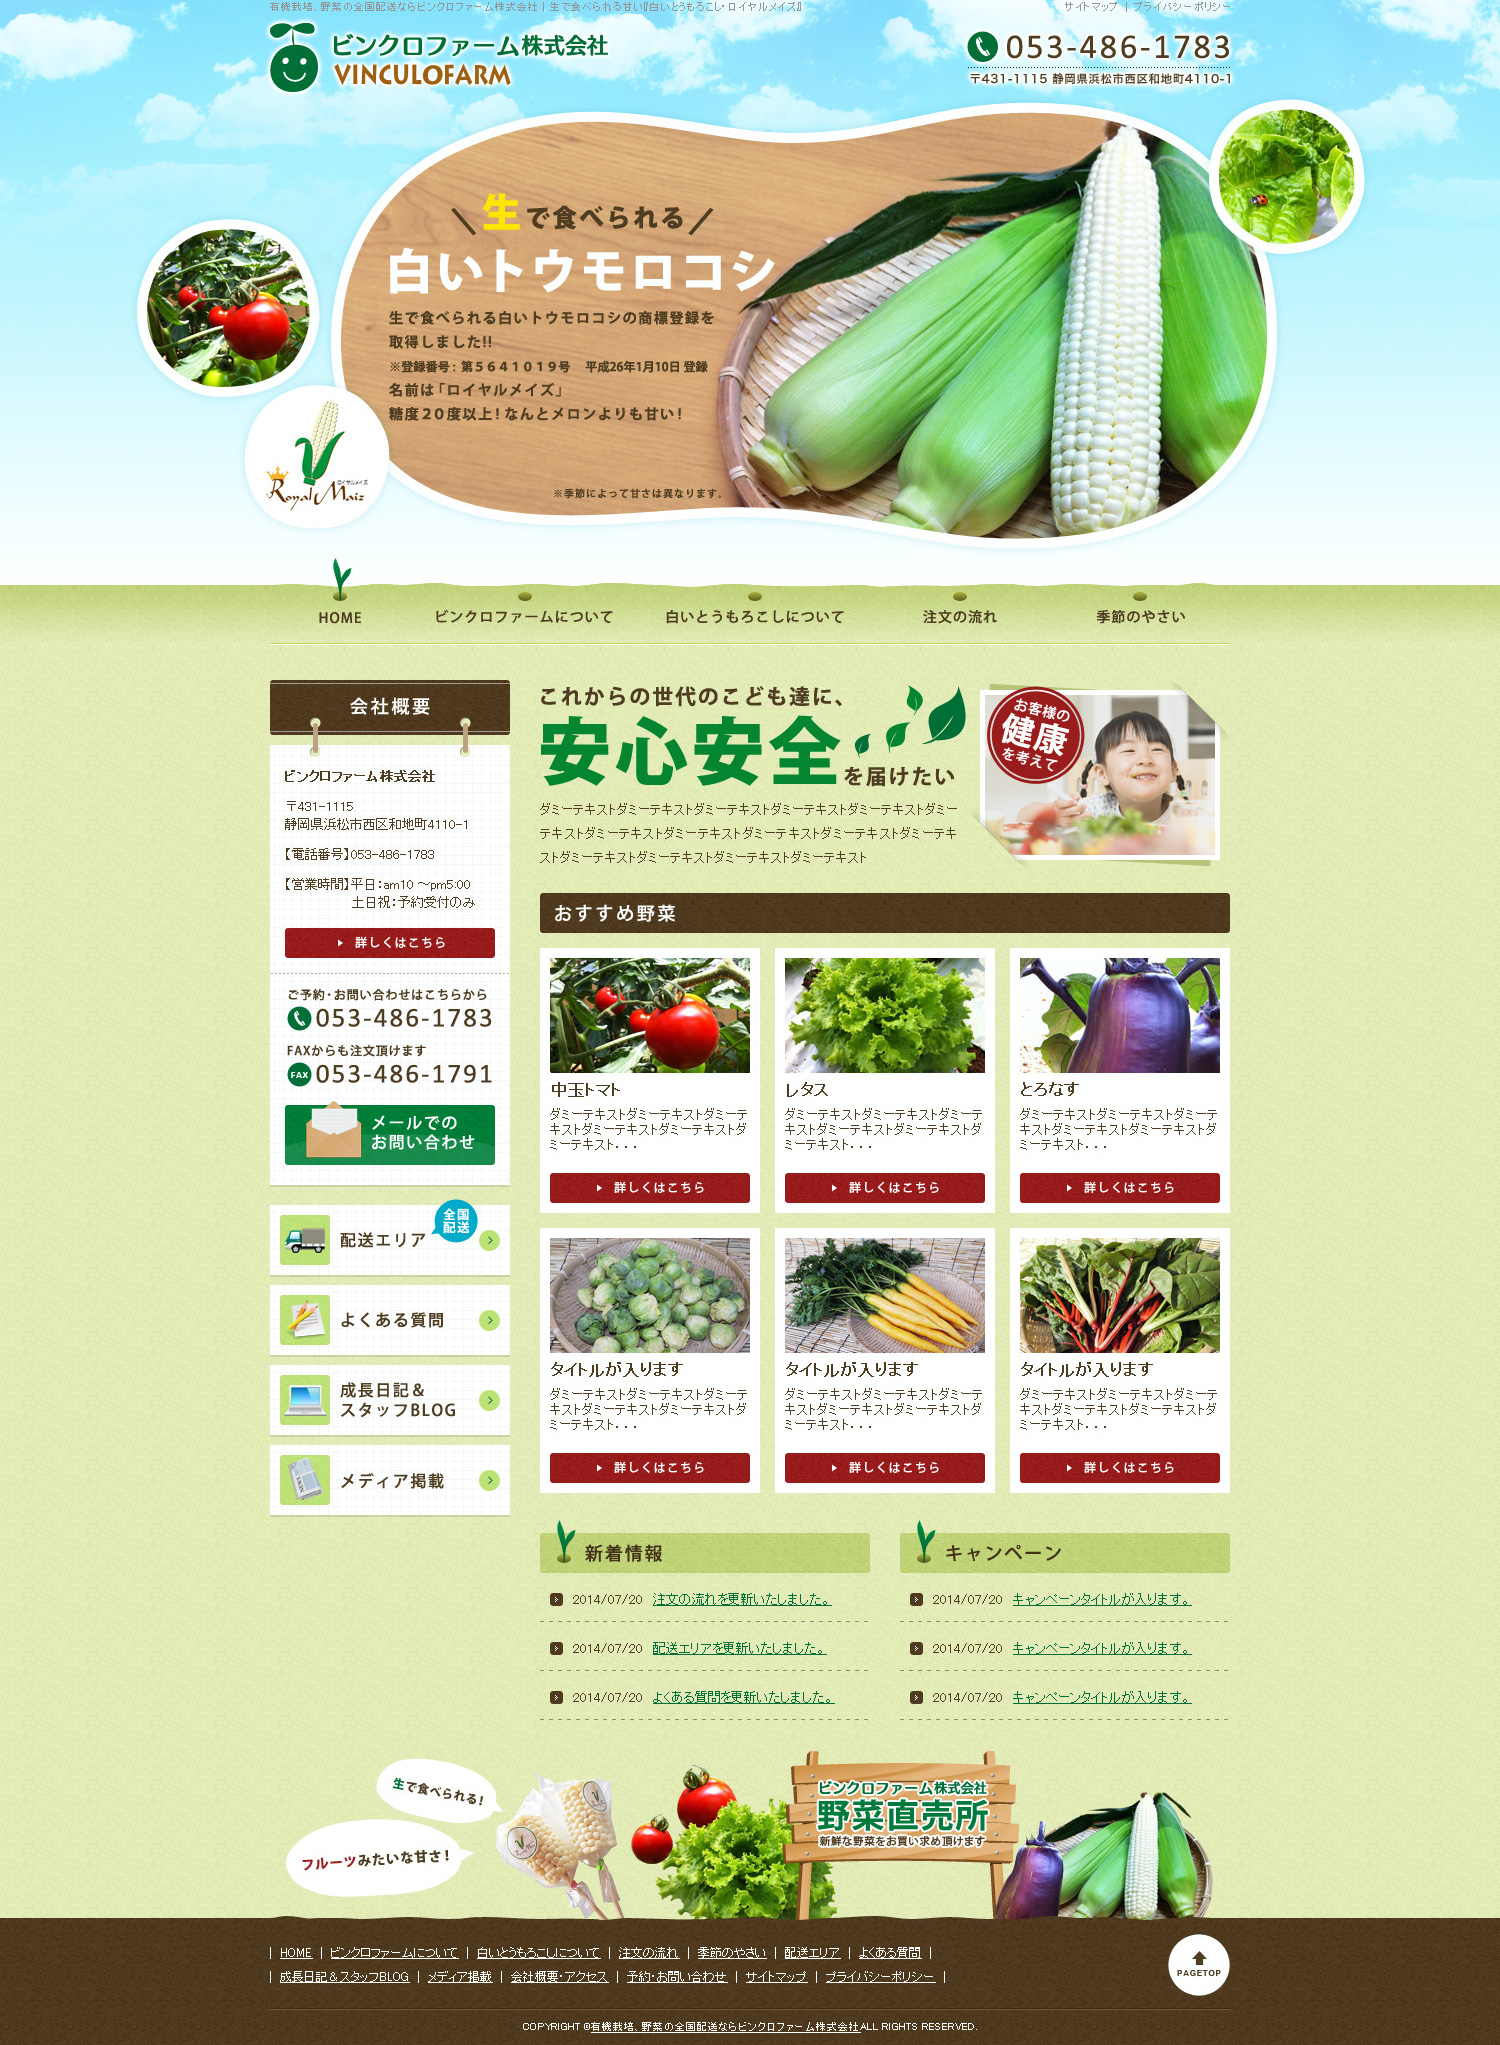 有機栽培、野菜の全国配送ならビンクロファーム株式会社｜生で食べられる甘い『白いとうもろこし・ロイヤルメイズ』
サイトマップ ｜プライバシーポリシー
ビンクロファーム株式会社
VINCULOFARM
053-486-1783
〒431-1115 静岡県浜松市西区和地町4110-1
＼生で食べられる／
白いトウモロコシ
生で食べられる白いトウモロコシの商標登録を
取得しました!!
※登録番号：第５６４１０１９号　平成26年1月10日 登録
名前は「ロイヤルメイズ」
糖度２０度以上！なんとメロンよりも甘い！
※季節によって甘さは異なります。
ロイヤルメイズ
Royal Maiz
HOME
ビンクロファームについて
白いとうもろこしについて
注文の流れ
季節のやさい
会社概要
ビンクロファーム株式会社
〒431-1115
静岡県浜松市西区和地町4110-1
【電話番号】053-486-1783
【営業時間】平日：am10 ～pm5:00
土日祝：予約受付のみ
詳しくはこちら
ご予約・お問い合わせはこちらから
053-486-1783
FAXからも注文頂けます
FAX 053-486-1791
メールでの
お問い合わせ
配送エリア
全国
配送
よくある質問
成長日記＆
スタッフBLOG
メディア掲載
これからの世代のこども達に、
安心安全を届けたい
お客様の
健康
を考えて
ダミーテキストダミーテキストダミーテキストダミーテキストダミーテキストダミー
テキストダミーテキストダミーテキストダミーテキストダミーテキストダミーテキ
ストダミーテキストダミーテキストダミーテキストダミーテキスト
おすすめ野菜
中玉トマト
ダミーテキストダミーテキストダミーテ
キストダミーテキストダミーテキストダ
ミーテキスト・・・
詳しくはこちら
レタス
ダミーテキストダミーテキストダミーテ
キストダミーテキストダミーテキストダ
ミーテキスト・・・
詳しくはこちら
とろなす
ダミーテキストダミーテキストダミーテ
キストダミーテキストダミーテキストダ
ミーテキスト・・・
詳しくはこちら
タイトルが入ります
ダミーテキストダミーテキストダミーテ
キストダミーテキストダミーテキストダ
ミーテキスト・・・
詳しくはこちら
タイトルが入ります
ダミーテキストダミーテキストダミーテ
キストダミーテキストダミーテキストダ
ミーテキスト・・・
詳しくはこちら
タイトルが入ります
ダミーテキストダミーテキストダミーテ
キストダミーテキストダミーテキストダ
ミーテキスト・・・
詳しくはこちら
新着情報
2014/07/20 注文の流れを更新いたしました。
2014/07/20 配送エリアを更新いたしました。
2014/07/20 よくある質問を更新いたしました。
キャンペーン
2014/07/20 キャンペーンタイトルが入ります。
2014/07/20 キャンペーンタイトルが入ります。
2014/07/20 キャンペーンタイトルが入ります。
生で食べられる！
フルーツみたいな甘さ！
ビンクロファーム株式会社
野菜直売所
新鮮な野菜をお買い求め頂けます
｜ HOME ｜ ビンクロファームについて ｜ 白いとうもろこしについて ｜ 注文の流れ ｜ 季節のやさい ｜ 配送エリア ｜ よくある質問 ｜
｜ 成長日記＆スタッフBLOG ｜ メディア掲載 ｜ 会社概要・アクセス ｜ 予約・お問い合わせ ｜ サイトマップ ｜ プライバシーポリシー ｜
PAGETOP
COPYRIGHT ©有機栽培、野菜の全国配送ならビンクロファーム株式会社ALL RIGHTS RESERVED.